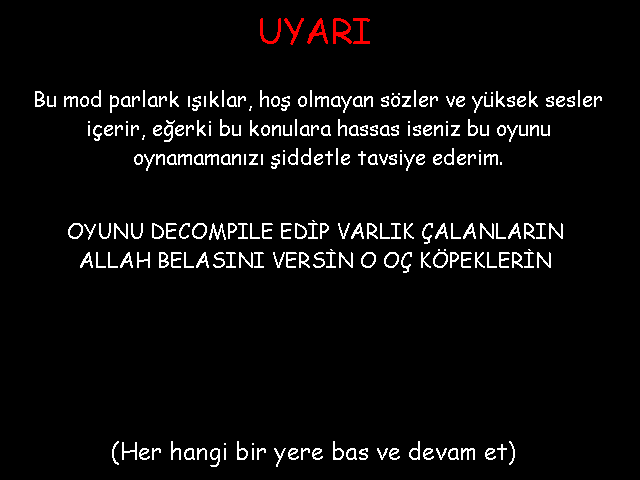 UYARI
Bu mod parlark ışıklar, hoş olmayan sözler ve yüksek sesler
içerir, eğerki bu konulara hassas iseniz bu oyunu
oynamamanızı şiddetle tavsiye ederim.
OYUNU DECOMPILE EDİP VARLIK ÇALANLARIN
ALLAH BELASINI VERSİN O OÇ KÖPEKLERİN
(Her hangi bir yere bas ve devam et)